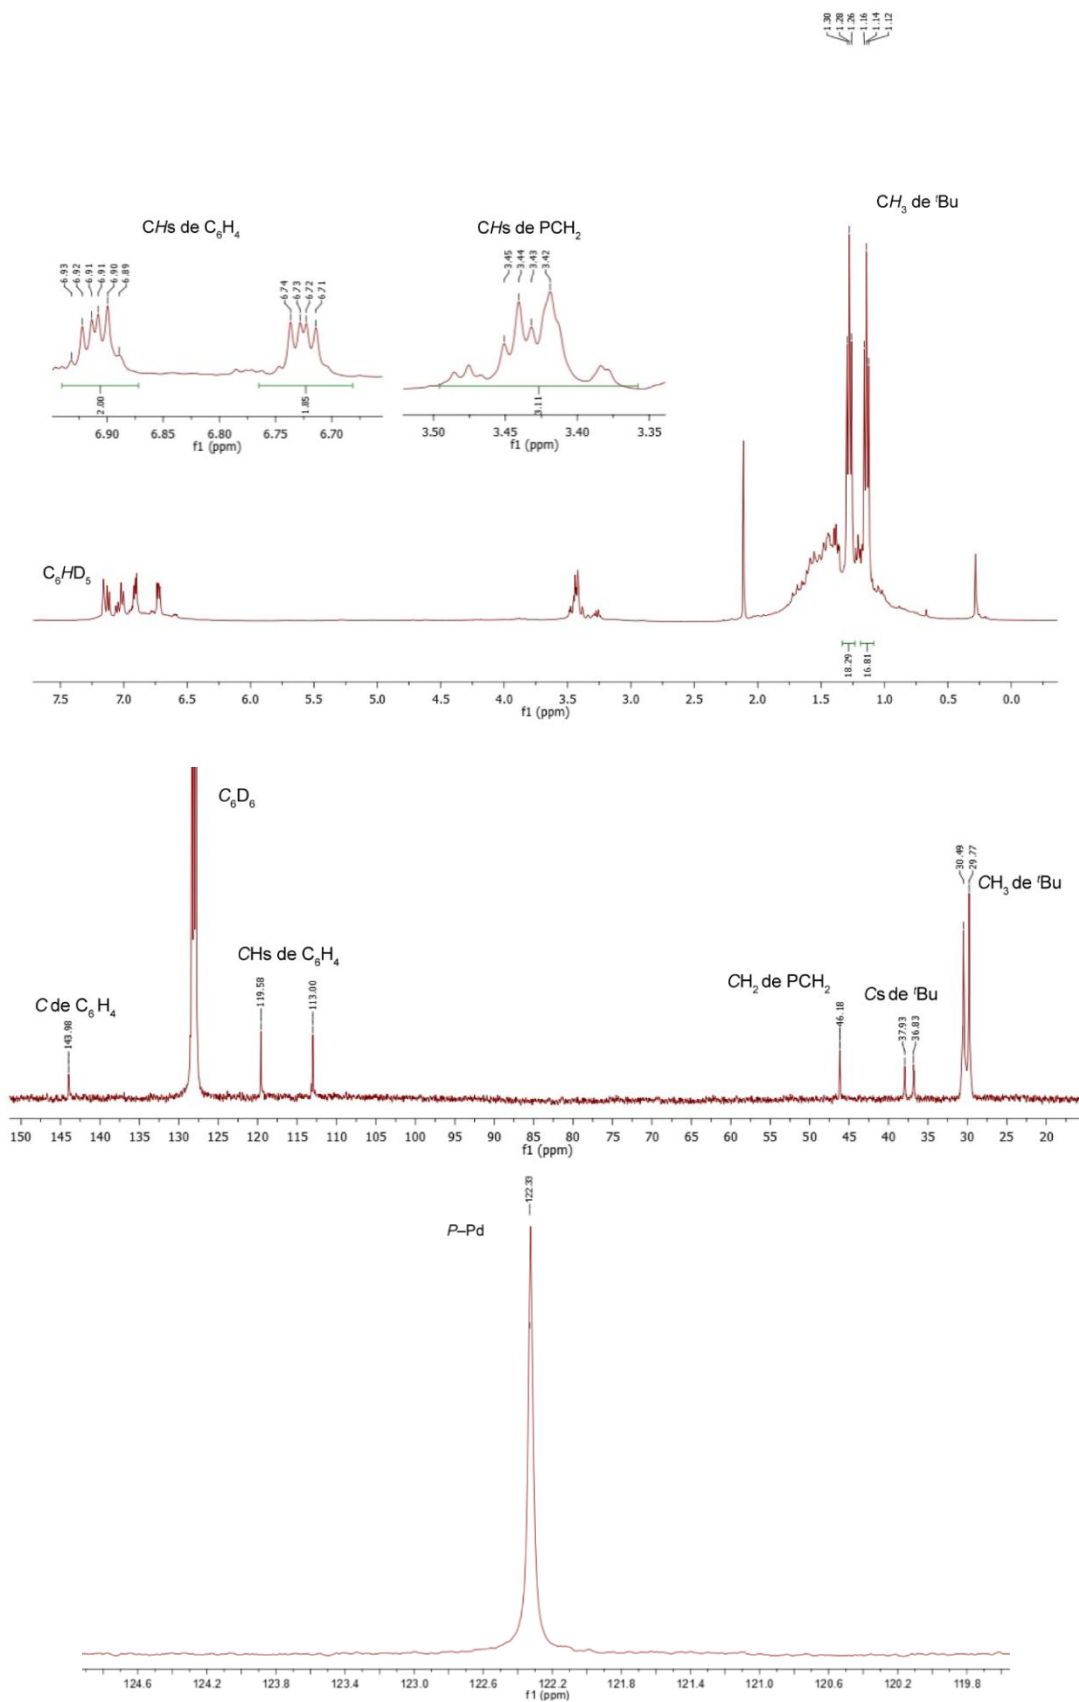 1.30
1.28
1.26
1.16
1.14
1.12
CH₃ de ᵗBu
CHs de C₆H₄
CHs de PCH₂
6.93
6.92
6.91
6.91
6.90
6.89
6.74
6.73
6.72
6.71
3.45
3.44
3.43
3.42
2.00
1.85
3.11
6.90 6.85 6.80 6.75 6.70
f1 (ppm)
3.50 3.45 3.40 3.35
f1 (ppm)
C₆HD₅
18.29
16.81
7.5 7.0 6.5 6.0 5.5 5.0 4.5 4.0 3.5 3.0 2.5 2.0 1.5 1.0 0.5 0.0
f1 (ppm)
C₆D₆
CHs de C₆H₄
C de C₆H₄
143.98
119.58
113.00
CH₂ de PCH₂
46.18
Cs de ᵗBu
37.93
36.83
30.49
29.77
CH₃ de ᵗBu
150 145 140 135 130 125 120 115 110 105 100 95 90 85 80 75 70 65 60 55 50 45 40 35 30 25 20
f1 (ppm)
122.33
P–Pd
124.6 124.2 123.8 123.4 123.0 122.6 122.2 121.8 121.4 121.0 120.6 120.2 119.8
f1 (ppm)